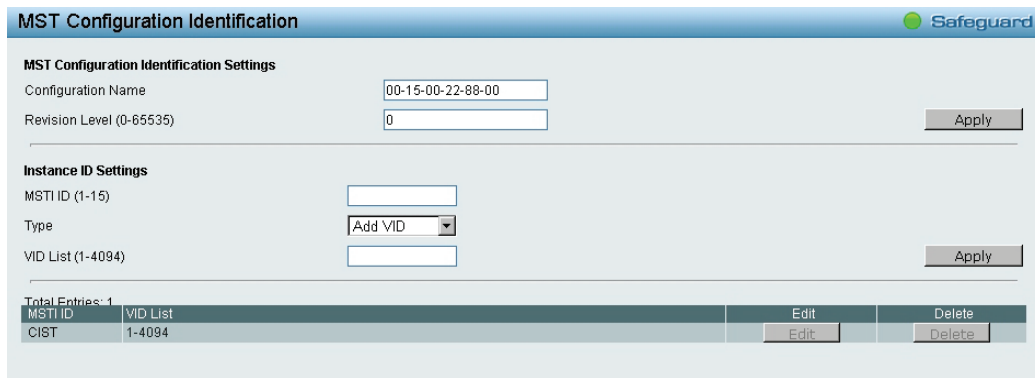 MST Configuration Identification Safeguard
MST Configuration Identification Settings
Configuration Name 00-15-00-22-88-00
Revision Level (0-65535) 0 Apply
Instance ID Settings
MSTI ID (1-15)
Type Add VID
VID List (1-4094) Apply
Total Entries: 1
MSTI ID VID List Edit Delete
CIST 1-4094 Edit Delete